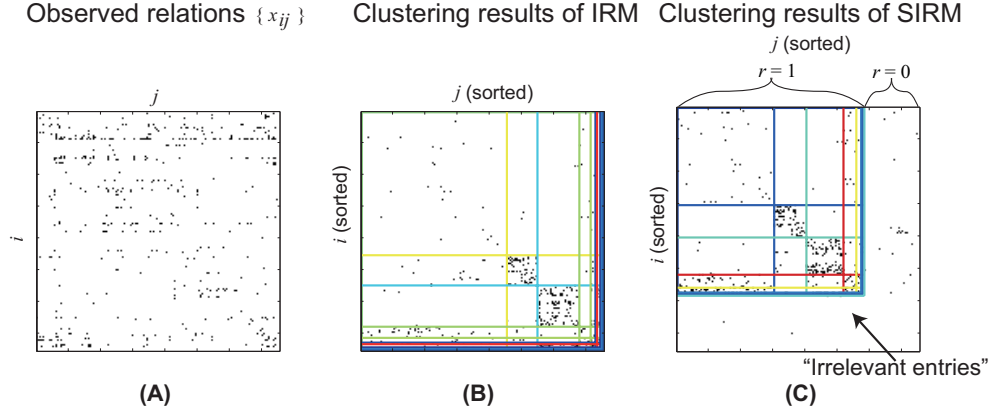 Observed relations { x_ij }
Clustering results of IRM
Clustering results of SIRM
j
j (sorted)
j (sorted)
r = 1
r = 0
i
i (sorted)
i (sorted)
"Irrelevant entries"
(A)
(B)
(C)